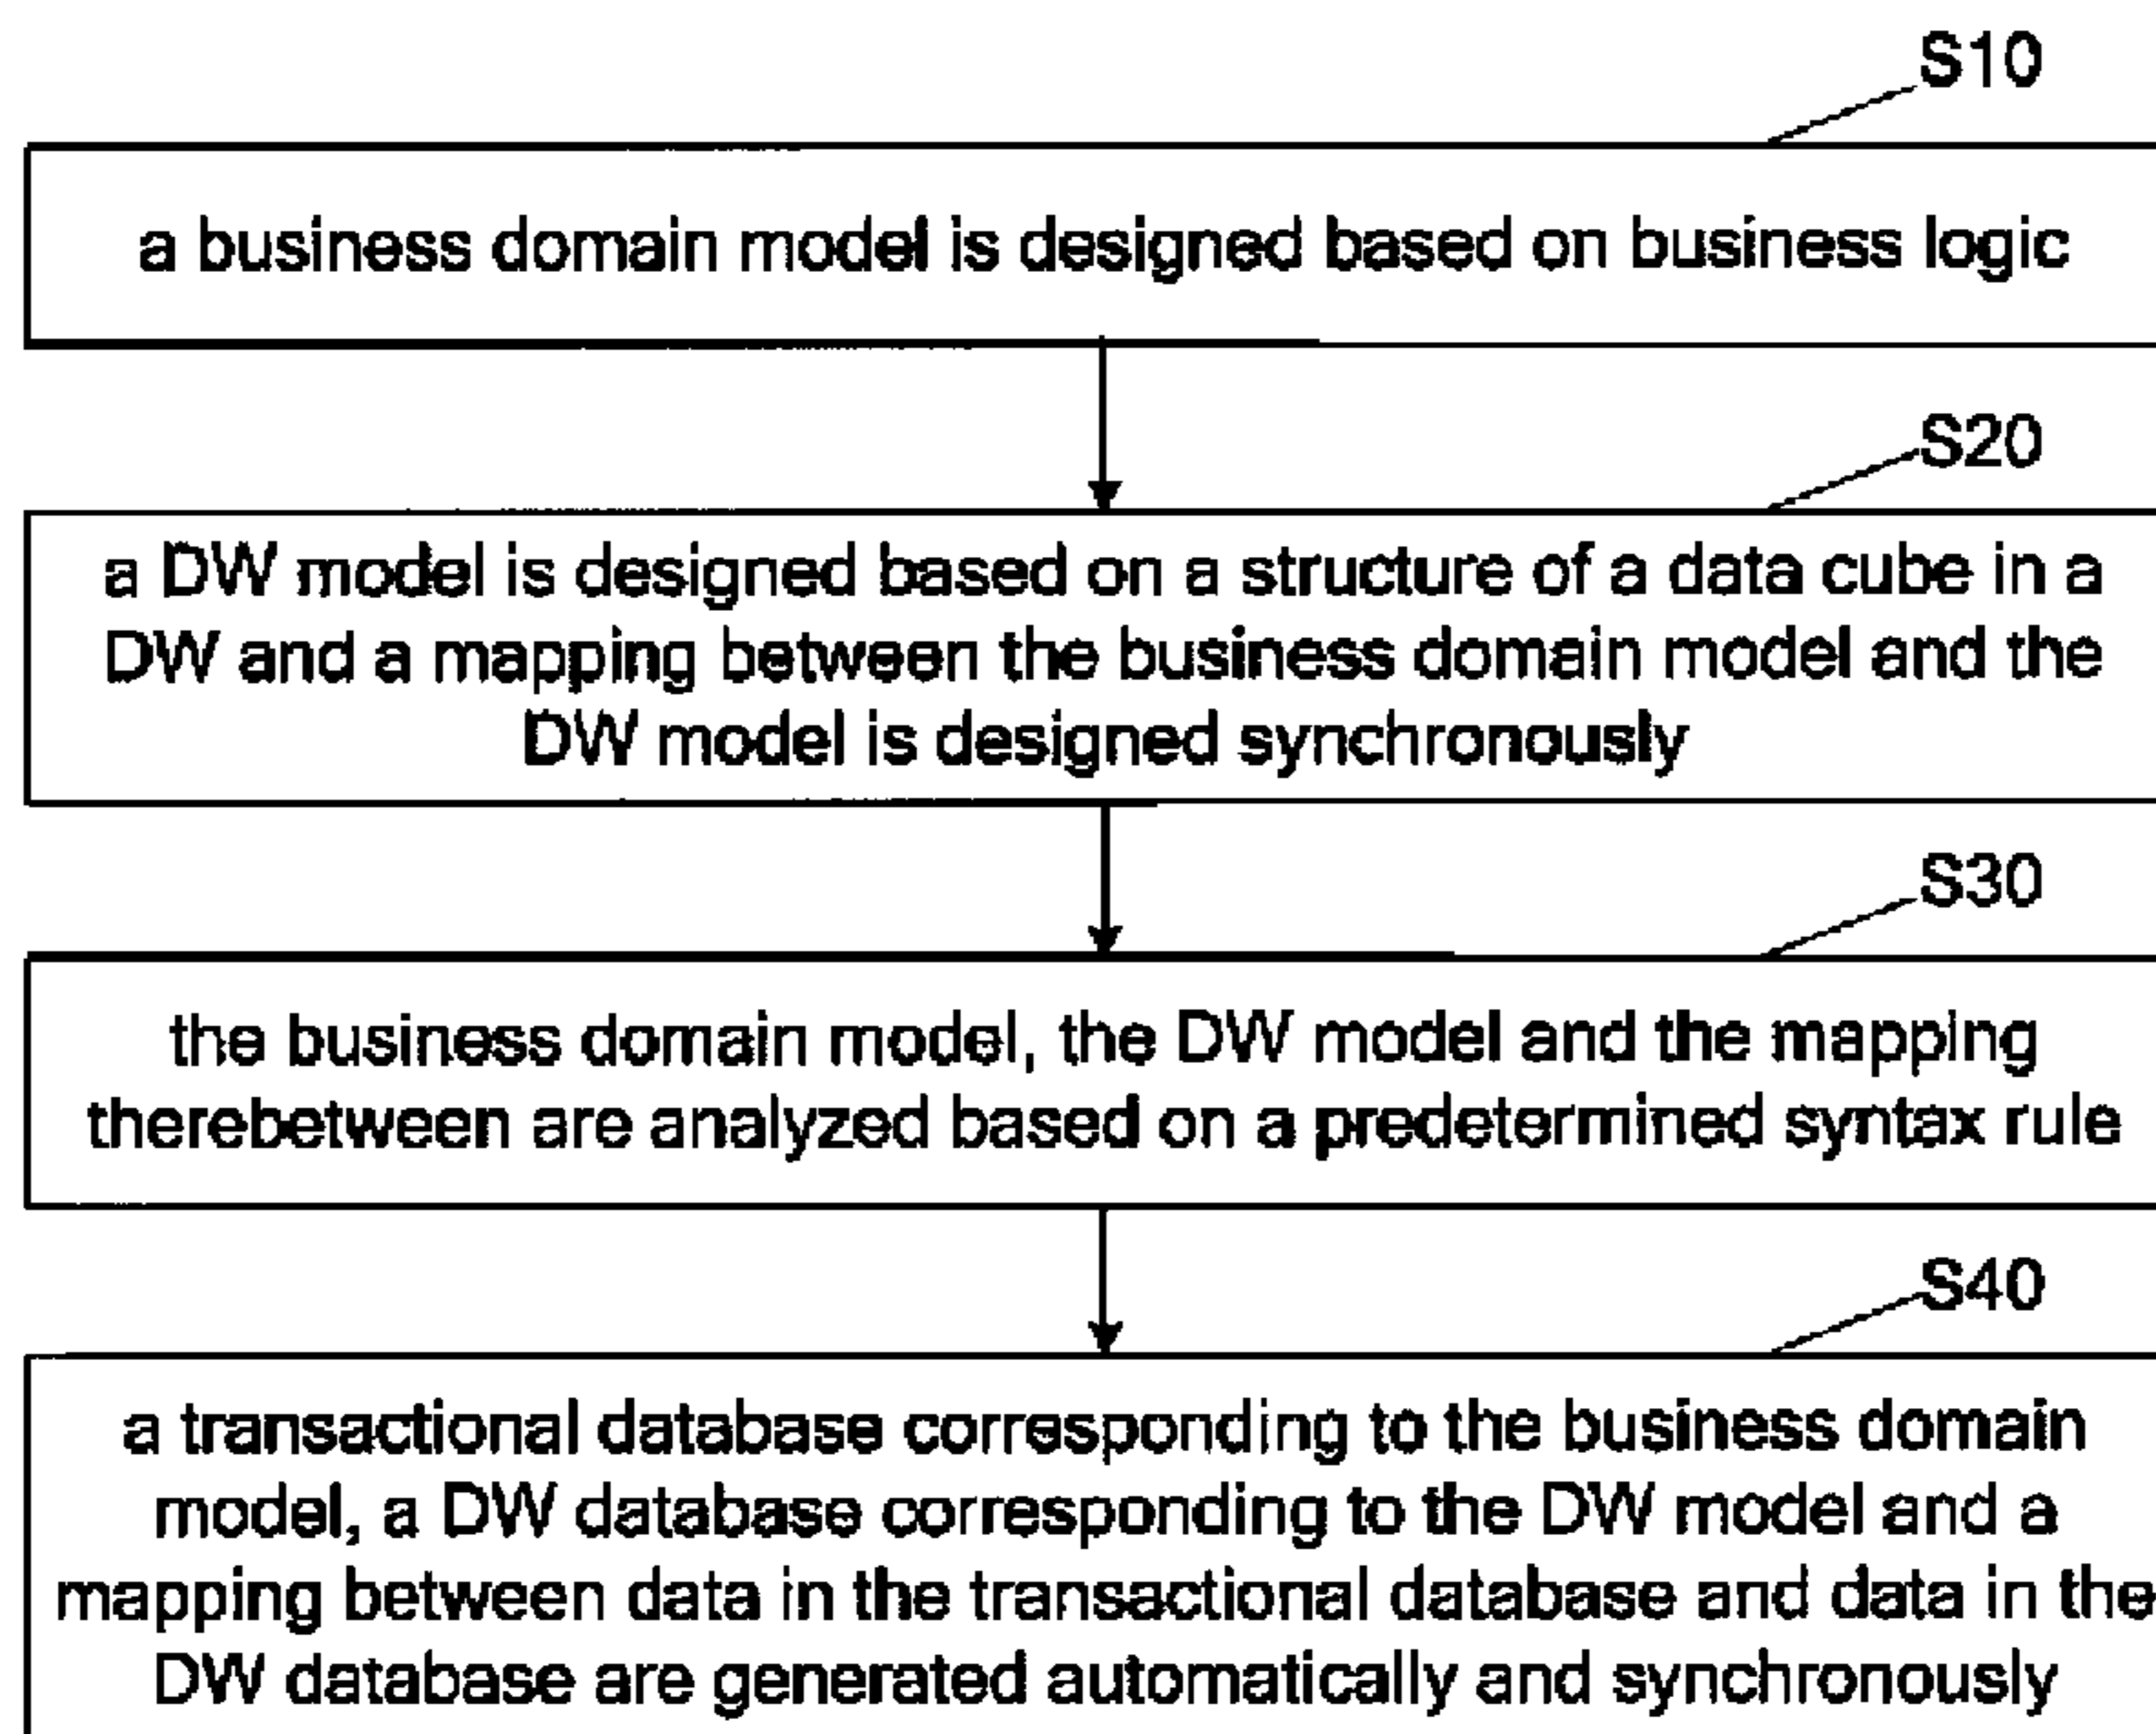 S10
a business domain model is designed based on business logic
S20
a DW model is designed based on a structure of a data cube in a
DW and a mapping between the business domain model and the
DW model is designed synchronously
S30
the business domain model, the DW model and the mapping
therebetween are analyzed based on a predetermined syntax rule
S40
a transactional database corresponding to the business domain
model, a DW database corresponding to the DW model and a
mapping between data in the transactional database and data in the
DW database are generated automatically and synchronously